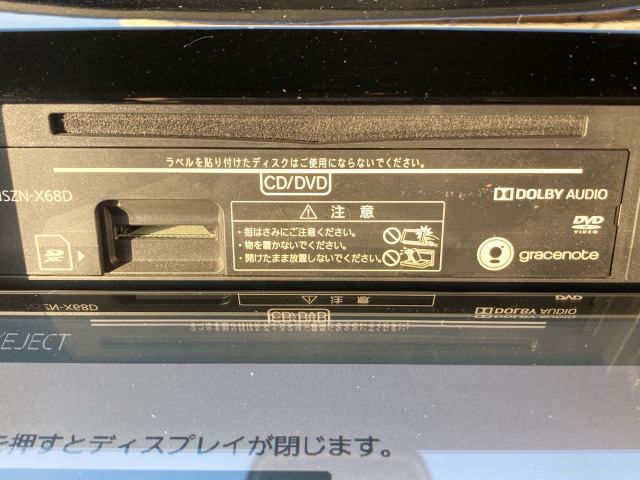 ラベルを貼り付けたディスクはご使用にならないでください。
CD/DVD
NSZN-X68D
DOLBY AUDIO
注意
・指はさみにご注意ください。
・物を置かないでください。
・開けたまま放置しないでください。
DVD
VIDEO
gracenote
SD
EJECT
を押すとディスプレイが閉じます。